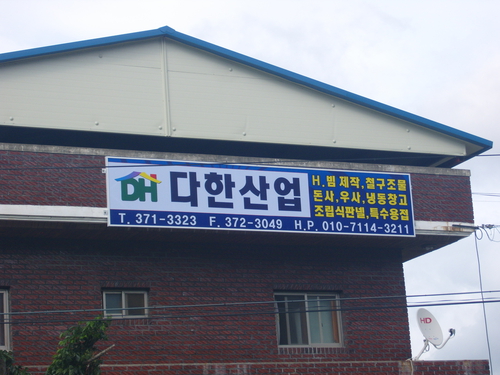 DH 다한산업
H.빔 제작,철구조물
돈사,우사,냉동창고
조립식판넬,특수용접
T. 371-3323 F. 372-3049 H.P. 010-7114-3211
HD